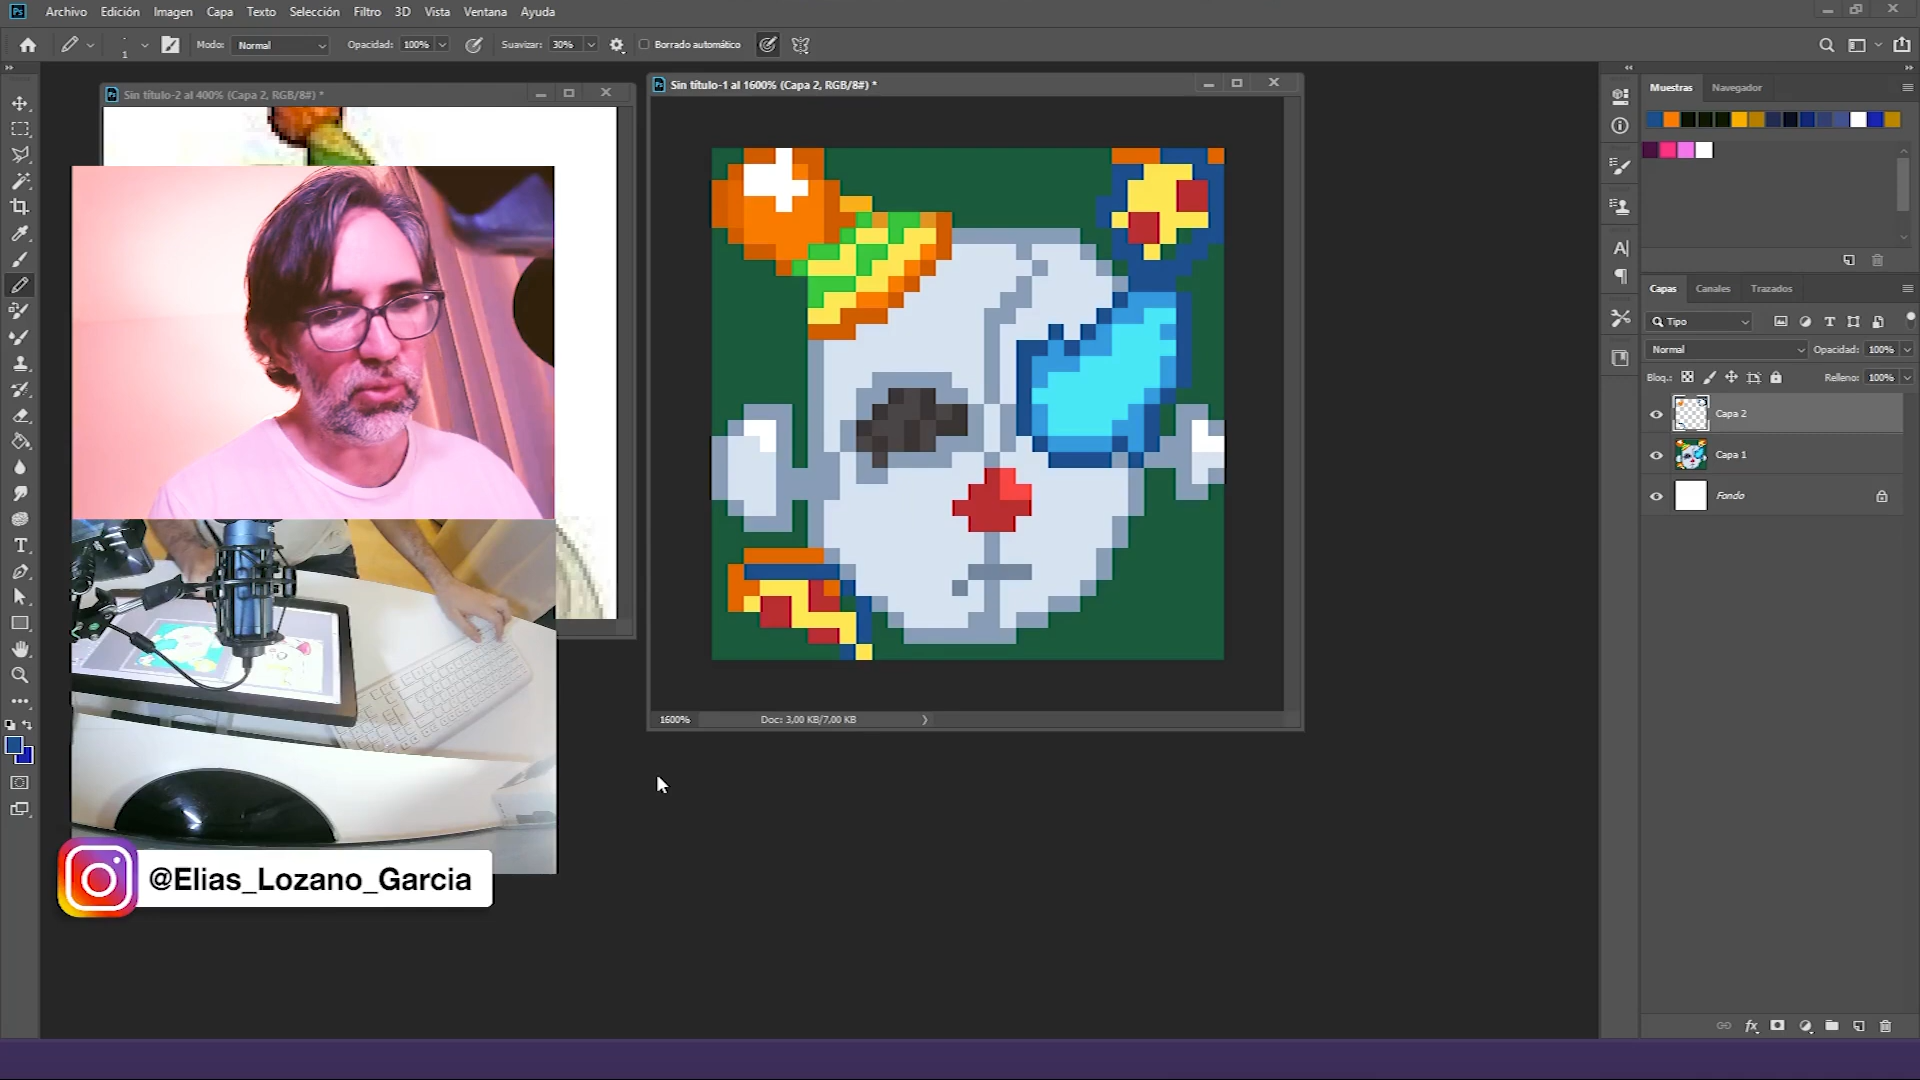 Ps Archivo Edición Imagen Capa Texto Selección Filtro 3D Vista Ventana Ayuda
1 Modo: Normal Opacidad: 100% Suavizar: 30% Borrado automático
Sin título-2 al 400% (Capa 2, RGB/8#) *
Sin título-1 al 1600% (Capa 2, RGB/8#) *
Muestras Navegador
Capas Canales Trazados
Tipo
Normal Opacidad: 100%
Bloq.: Relleno: 100%
Capa 2
Capa 1
Fondo
1600% Doc: 3,00 KB/7,00 KB
@Elias_Lozano_Garcia